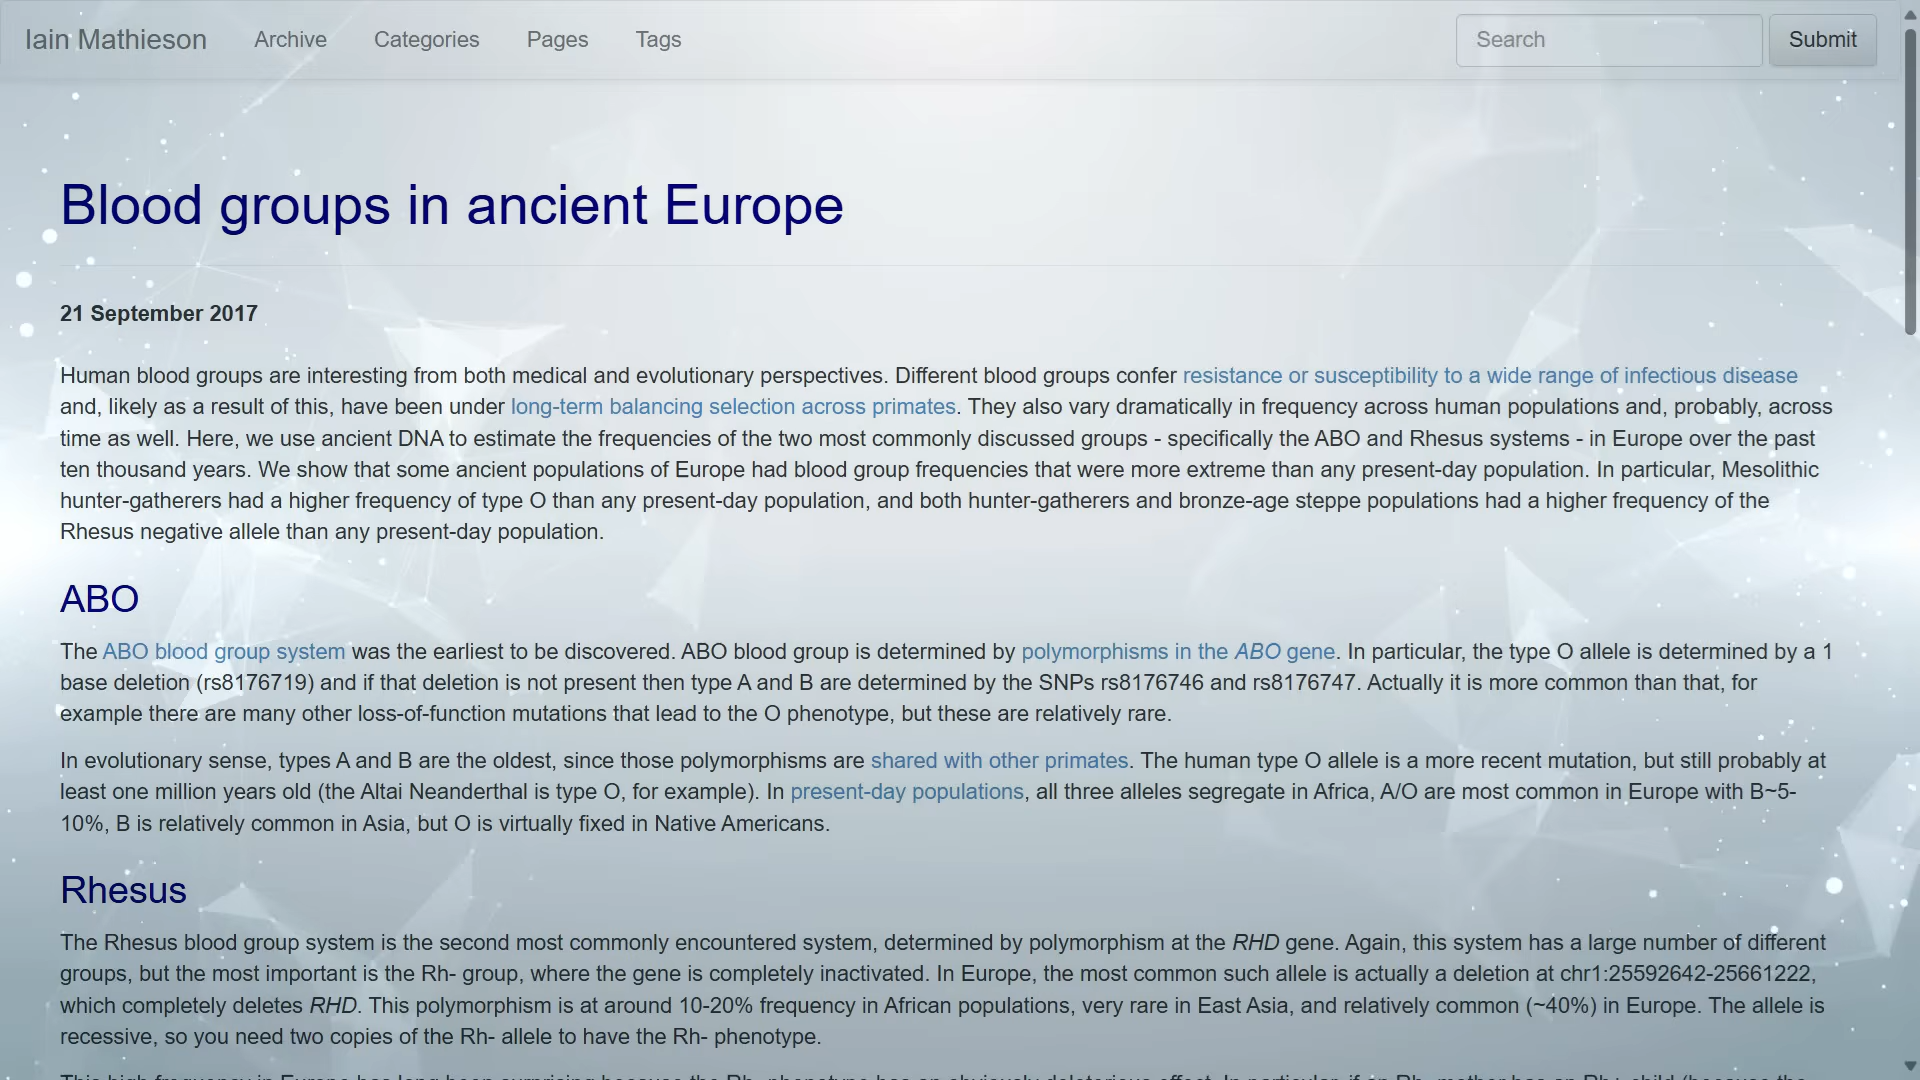 Iain Mathieson Archive Categories Pages Tags Search Submit
Blood groups in ancient Europe
21 September 2017
Human blood groups are interesting from both medical and evolutionary perspectives. Different blood groups confer resistance or susceptibility to a wide range of infectious disease
and, likely as a result of this, have been under long-term balancing selection across primates. They also vary dramatically in frequency across human populations and, probably, across
time as well. Here, we use ancient DNA to estimate the frequencies of the two most commonly discussed groups - specifically the ABO and Rhesus systems - in Europe over the past
ten thousand years. We show that some ancient populations of Europe had blood group frequencies that were more extreme than any present-day population. In particular, Mesolithic
hunter-gatherers had a higher frequency of type O than any present-day population, and both hunter-gatherers and bronze-age steppe populations had a higher frequency of the
Rhesus negative allele than any present-day population.
ABO
The ABO blood group system was the earliest to be discovered. ABO blood group is determined by polymorphisms in the ABO gene. In particular, the type O allele is determined by a 1
base deletion (rs8176719) and if that deletion is not present then type A and B are determined by the SNPs rs8176746 and rs8176747. Actually it is more common than that, for
example there are many other loss-of-function mutations that lead to the O phenotype, but these are relatively rare.
In evolutionary sense, types A and B are the oldest, since those polymorphisms are shared with other primates. The human type O allele is a more recent mutation, but still probably at
least one million years old (the Altai Neanderthal is type O, for example). In present-day populations, all three alleles segregate in Africa, A/O are most common in Europe with B~5-
10%, B is relatively common in Asia, but O is virtually fixed in Native Americans.
Rhesus
The Rhesus blood group system is the second most commonly encountered system, determined by polymorphism at the RHD gene. Again, this system has a large number of different
groups, but the most important is the Rh- group, where the gene is completely inactivated. In Europe, the most common such allele is actually a deletion at chr1:25592642-25661222,
which completely deletes RHD. This polymorphism is at around 10-20% frequency in African populations, very rare in East Asia, and relatively common (~40%) in Europe. The allele is
recessive, so you need two copies of the Rh- allele to have the Rh- phenotype.